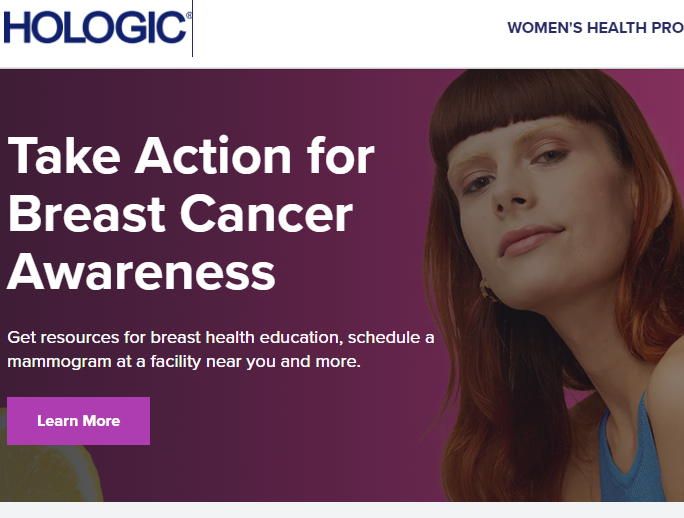 HOLOGIC®
WOMEN'S HEALTH PRO
Take Action for
Breast Cancer
Awareness
Get resources for breast health education, schedule a
mammogram at a facility near you and more.
Learn More